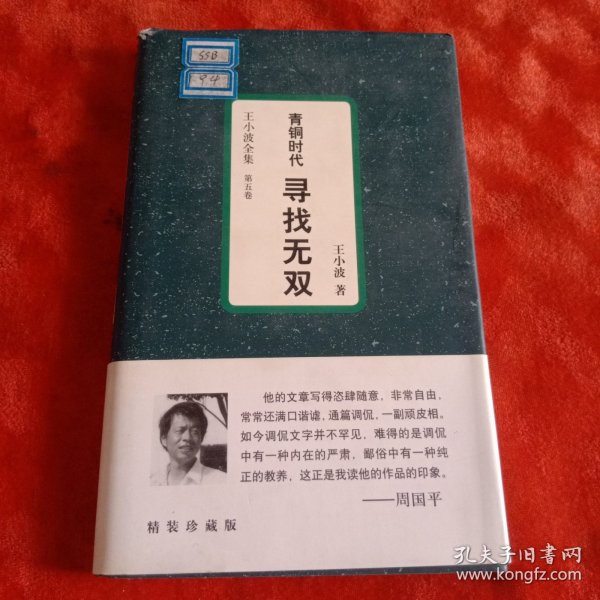 SSB
94
青铜时代
寻找无双
王小波 著
王小波全集 第五卷
他的文章写得恣肆随意，非常自由，
常常还满口谐谑，通篇调侃，一副顽皮相。
如今调侃文字并不罕见，难得的是调侃
中有一种内在的严肃，鄙俗中有一种纯
正的教养，这正是我读他的作品的印象。
——周国平
精装珍藏版
孔夫子旧书网
www.kongfz.com